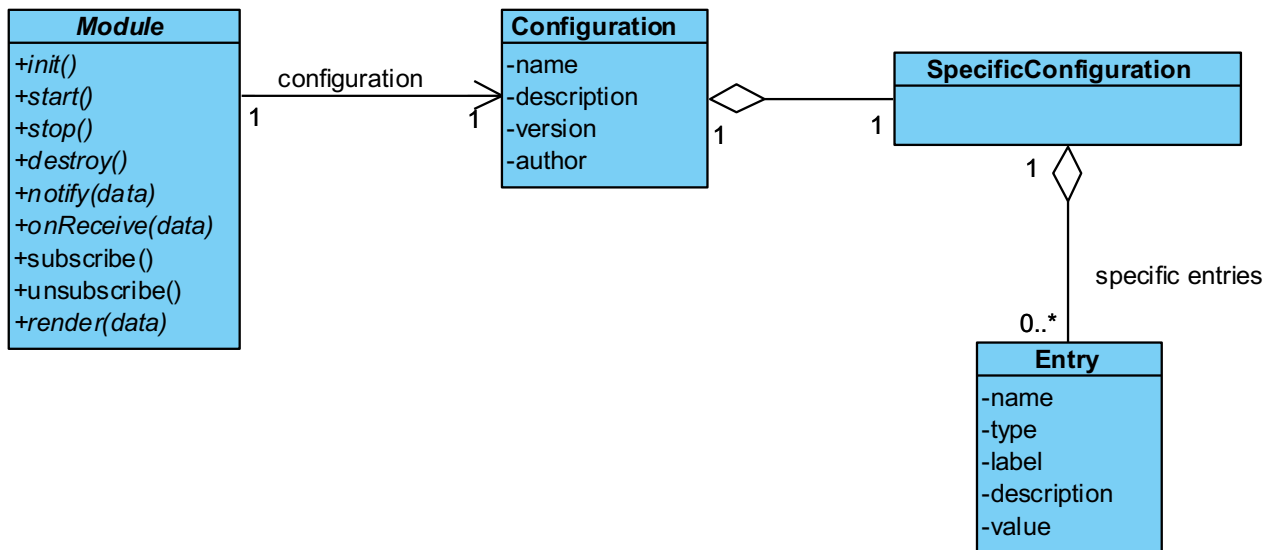 Module
+init()
+start()
+stop()
+destroy()
+notify(data)
+onReceive(data)
+subscribe()
+unsubscribe()
+render(data)
configuration
1
1
Configuration
-name
-description
-version
-author
1
1
SpecificConfiguration
1
specific entries
0..*
Entry
-name
-type
-label
-description
-value